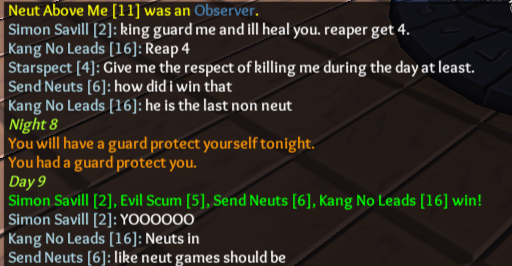 Neut Above Me [11] was an Observer.
Simon Savill [2]: king guard me and ill heal you. reaper get 4.
Kang No Leads [16]: Reap 4
Starspect [4]: Give me the respect of killing me during the day at least.
Send Neuts [6]: how did i win that
Kang No Leads [16]: he is the last non neut
Night 8
You will have a guard protect yourself tonight.
You had a guard protect you.
Day 9
Simon Savill [2], Evil Scum [5], Send Neuts [6], Kang No Leads [16] win!
Simon Savill [2]: YOOOOOO
Kang No Leads [16]: Neuts in
Send Neuts [6]: like neut games should be